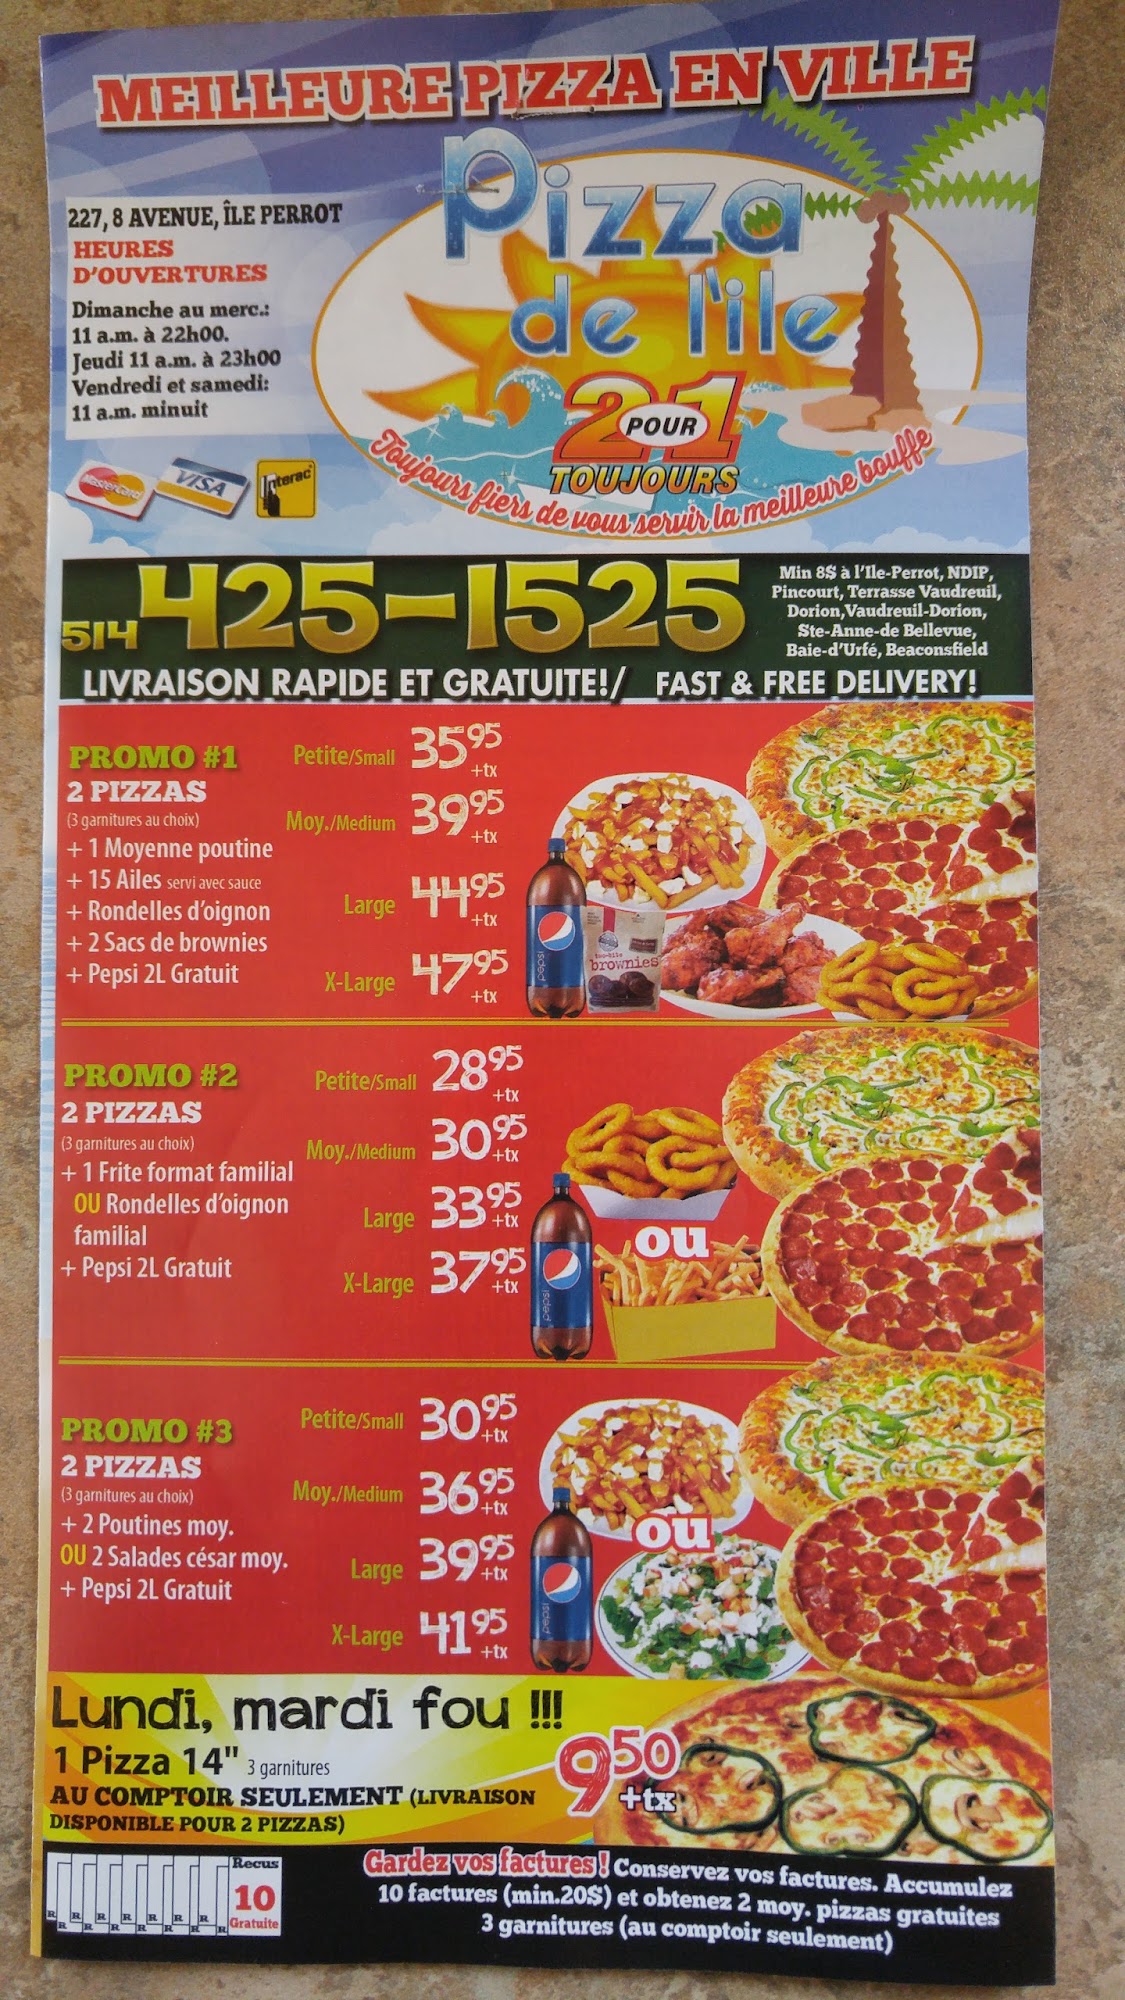 MEILLEURE PIZZA EN VILLE
227, 8 AVENUE, ÎLE PERROT
HEURES
D'OUVERTURES
Dimanche au merc.:
11 a.m. à 22h00.
Jeudi 11 a.m. à 23h00
Vendredi et samedi:
11 a.m. minuit
MasterCard
VISA
Interac
Pizza
de l'ile
2 POUR 1
TOUJOURS
Toujours fiers de vous servir la meilleure bouffe
514 425-1525
Min 8$ à l'Ile-Perrot, NDIP,
Pincourt, Terrasse Vaudreuil,
Dorion,Vaudreuil-Dorion,
Ste-Anne-de Bellevue,
Baie-d'Urfé, Beaconsfield
LIVRAISON RAPIDE ET GRATUITE!/ FAST & FREE DELIVERY!
PROMO #1
2 PIZZAS
(3 garnitures au choix)
+ 1 Moyenne poutine
+ 15 Ailes servi avec sauce
+ Rondelles d'oignon
+ 2 Sacs de brownies
+ Pepsi 2L Gratuit
Petite/Small 35 95 +tx
Moy./Medium 39 95 +tx
Large 44 95 +tx
X-Large 47 95 +tx
pepsi
two-bite
brownies
PROMO #2
2 PIZZAS
(3 garnitures au choix)
+ 1 Frite format familial
OU Rondelles d'oignon
familial
+ Pepsi 2L Gratuit
Petite/Small 28 95 +tx
Moy./Medium 30 95 +tx
Large 33 95 +tx
X-Large 37 95 +tx
ou
pepsi
PROMO #3
2 PIZZAS
(3 garnitures au choix)
+ 2 Poutines moy.
OU 2 Salades césar moy.
+ Pepsi 2L Gratuit
Petite/Small 30 95 +tx
Moy./Medium 36 95 +tx
Large 39 95 +tx
X-Large 41 95 +tx
ou
pepsi
Lundi, mardi fou !!!
1 Pizza 14" 3 garnitures
AU COMPTOIR SEULEMENT (LIVRAISON
DISPONIBLE POUR 2 PIZZAS)
9 50 +tx
R R R R R R R R R R R R R R R
Recus
10
Gratuite
Gardez vos factures ! Conservez vos factures. Accumulez
10 factures (min.20$) et obtenez 2 moy. pizzas gratuites
3 garnitures (au comptoir seulement)